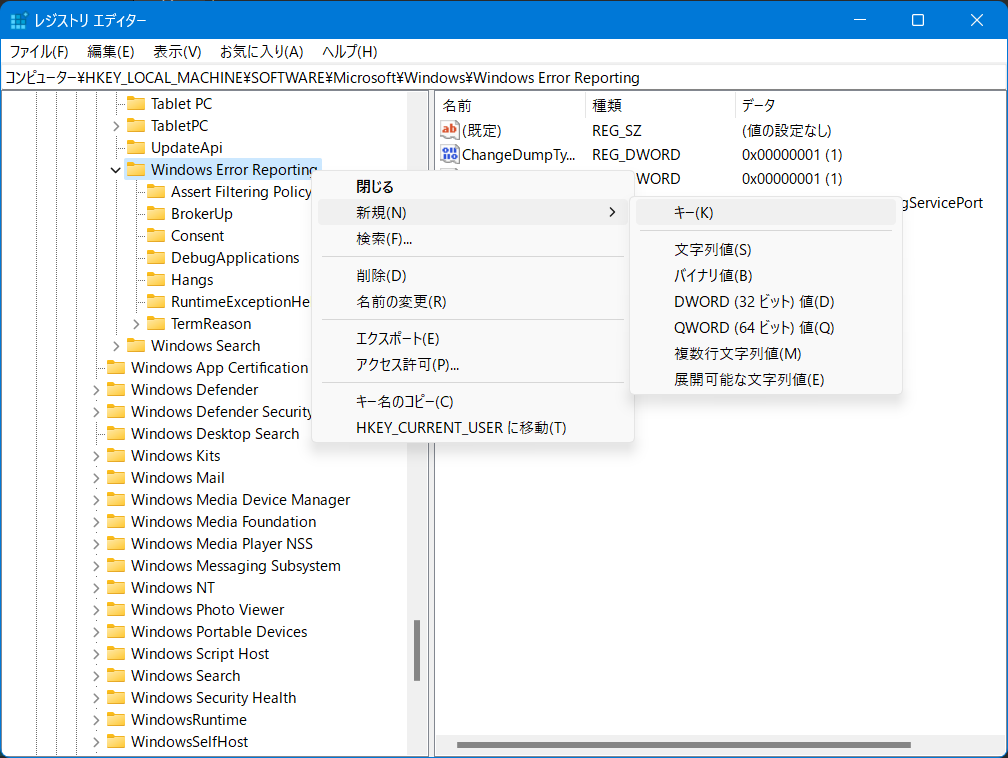 レジストリ エディター
ファイル(F) 編集(E) 表示(V) お気に入り(A) ヘルプ(H)
コンピューター¥HKEY_LOCAL_MACHINE¥SOFTWARE¥Microsoft¥Windows¥Windows Error Reporting
Tablet PC
TabletPC
UpdateApi
Windows Error Reporting
Assert Filtering Policy
BrokerUp
Consent
DebugApplications
Hangs
RuntimeExceptionHe
TermReason
Windows Search
Windows App Certification
Windows Defender
Windows Defender Security
Windows Desktop Search
Windows Kits
Windows Mail
Windows Media Device Manager
Windows Media Foundation
Windows Media Player NSS
Windows Messaging Subsystem
Windows NT
Windows Photo Viewer
Windows Portable Devices
Windows Script Host
Windows Search
Windows Security Health
WindowsRuntime
WindowsSelfHost
名前 種類 データ
ab (既定) REG_SZ (値の設定なし)
ChangeDumpTy... REG_DWORD 0x00000001 (1)
WORD 0x00000001 (1)
gServicePort
閉じる
新規(N)
検索(F)...
削除(D)
名前の変更(R)
エクスポート(E)
アクセス許可(P)...
キー名のコピー(C)
HKEY_CURRENT_USER に移動(T)
キー(K)
文字列値(S)
バイナリ値(B)
DWORD (32 ビット) 値(D)
QWORD (64 ビット) 値(Q)
複数行文字列値(M)
展開可能な文字列値(E)